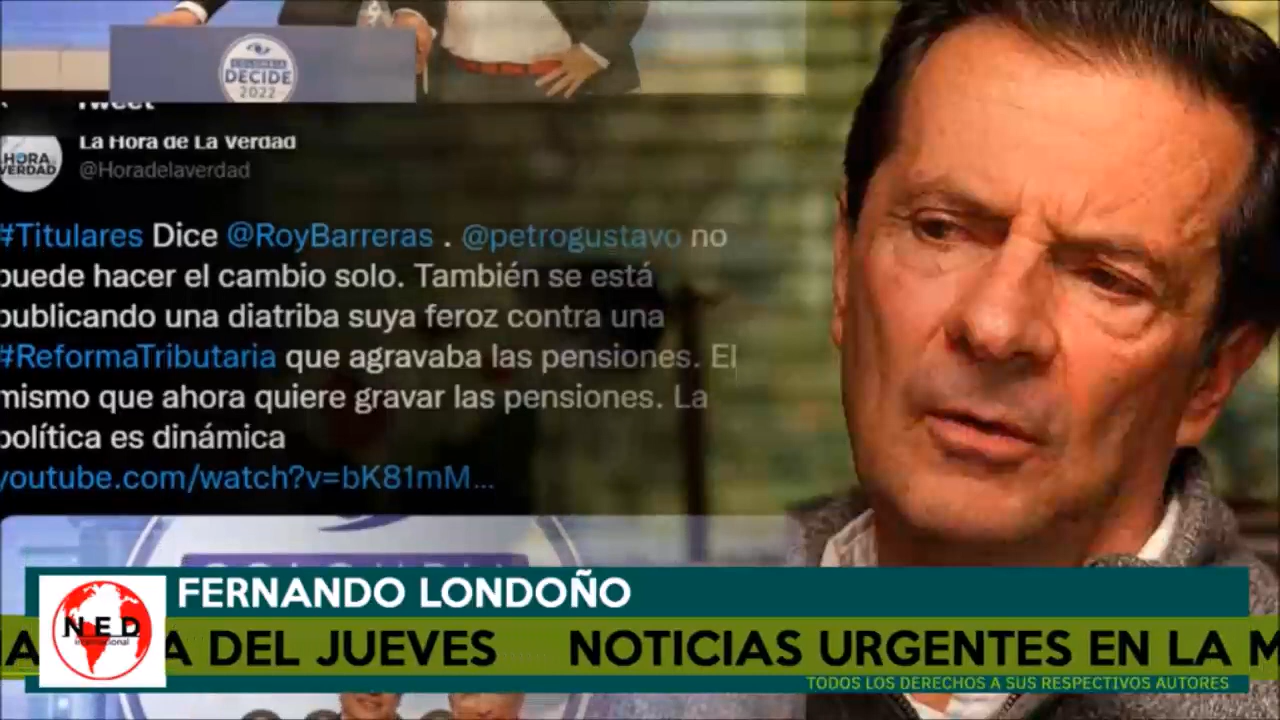 COLOMBIA
DECIDE
2022
Tweet
La Hora de La Verdad
HORA
VERDAD
@Horadelaverdad
#Titulares Dice @RoyBarreras . @petrogustavo no
puede hacer el cambio solo. También se está
publicando una diatriba suya feroz contra una
#ReformaTributaria que agravaba las pensiones. El
mismo que ahora quiere gravar las pensiones. La
política es dinámica
youtube.com/watch?v=bK81mM...
FERNANDO LONDOÑO
N.E.D
Internacional
A DEL JUEVES NOTICIAS URGENTES EN LA M
TODOS LOS DERECHOS A SUS RESPECTIVOS AUTORES